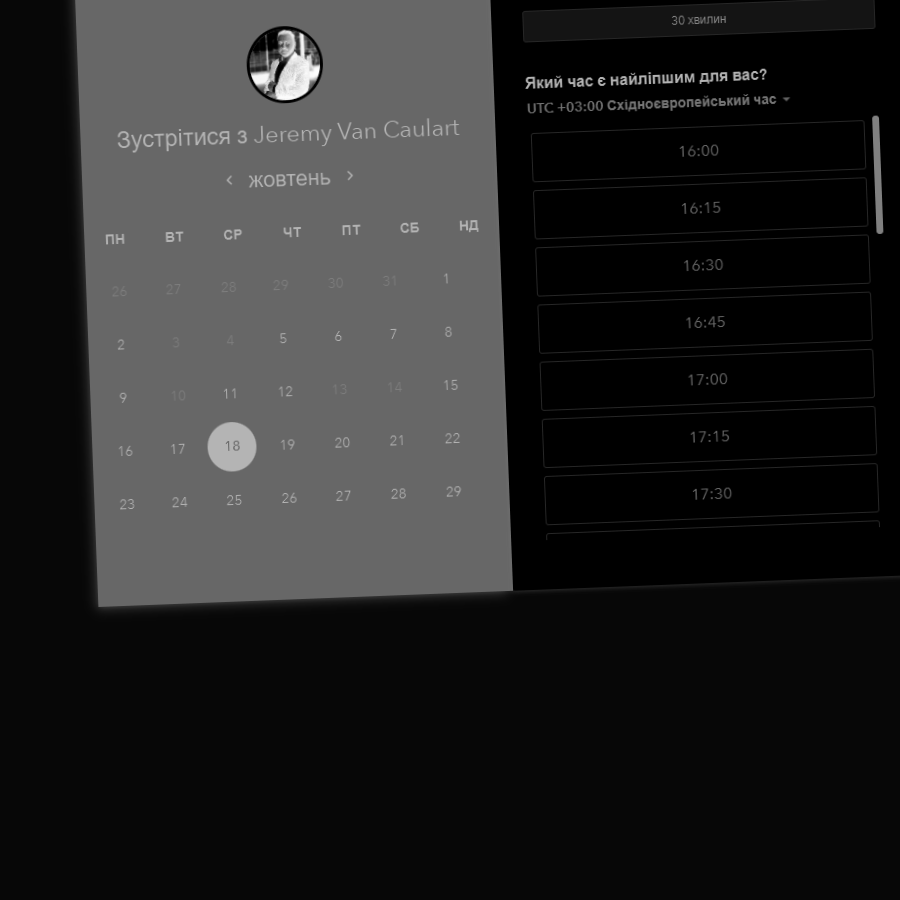 Зустрітися з Jeremy Van Caulart
жовтень
ПН ВТ СР ЧТ ПТ СБ НД
26 27 28 29 30 31 1
2 3 4 5 6 7 8
9 10 11 12 13 14 15
16 17 18 19 20 21 22
23 24 25 26 27 28 29
30 хвилин
Який час є найліпшим для вас?
UTC +03:00 Східноєвропейський час
16:00
16:15
16:30
16:45
17:00
17:15
17:30